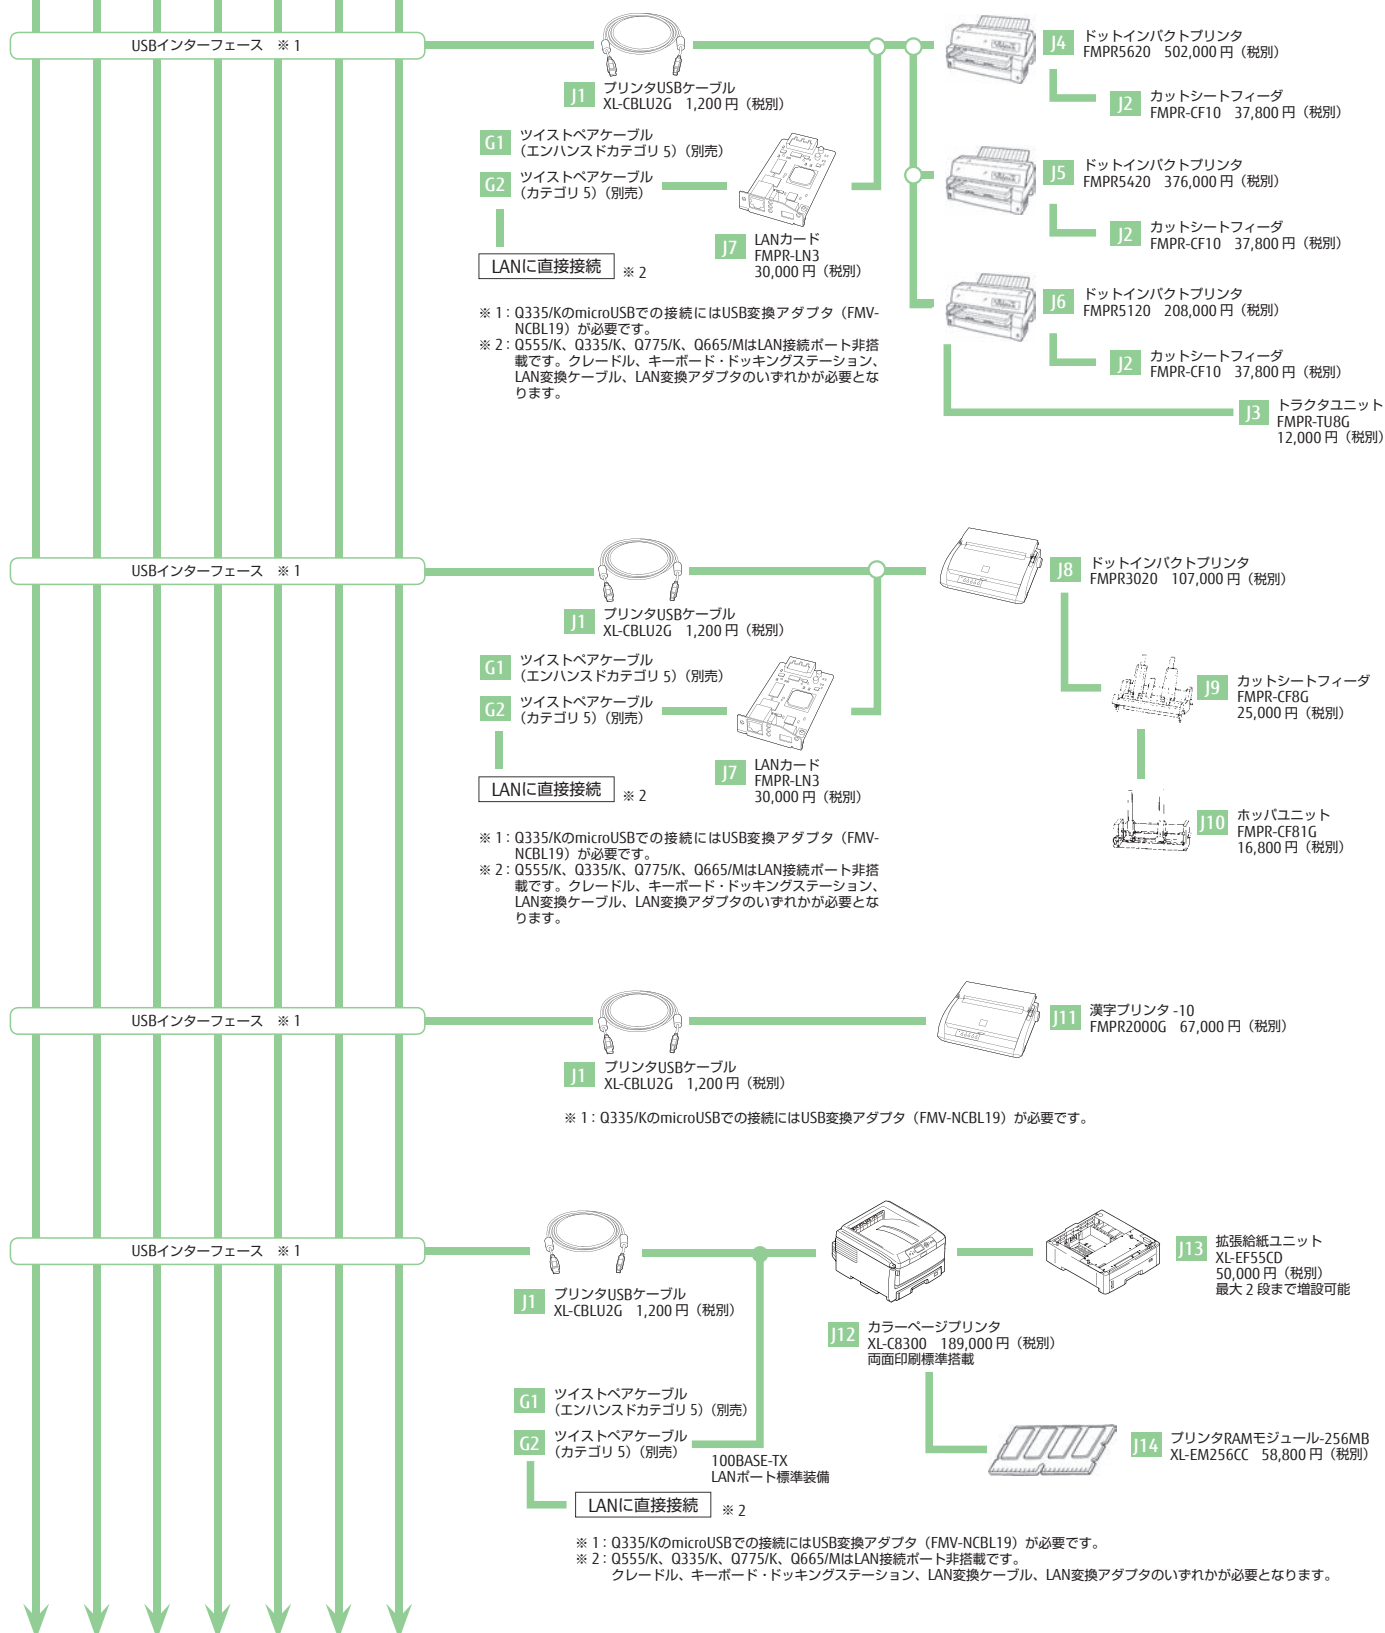 USBインターフェース ※1
J1 プリンタUSBケーブル
XL-CBLU2G 1,200円（税別）
G1 ツイストペアケーブル
（エンハンスドカテゴリ5）（別売）
G2 ツイストペアケーブル
（カテゴリ5）（別売）
LANに直接接続 ※2
J7 LANカード
FMPR-LN3
30,000円（税別）
J4 ドットインパクトプリンタ
FMPR5620 502,000円（税別）
J2 カットシートフィーダ
FMPR-CF10 37,800円（税別）
J5 ドットインパクトプリンタ
FMPR5420 376,000円（税別）
J2 カットシートフィーダ
FMPR-CF10 37,800円（税別）
J6 ドットインパクトプリンタ
FMPR5120 208,000円（税別）
J2 カットシートフィーダ
FMPR-CF10 37,800円（税別）
J3 トラクタユニット
FMPR-TU8G
12,000円（税別）
※1：Q335/KのmicroUSBでの接続にはUSB変換アダプタ（FMV-
NCBL19）が必要です。
※2：Q555/K、Q335/K、Q775/K、Q665/MはLAN接続ポート非搭
載です。クレードル、キーボード・ドッキングステーション、
LAN変換ケーブル、LAN変換アダプタのいずれかが必要とな
ります。
USBインターフェース ※1
J1 プリンタUSBケーブル
XL-CBLU2G 1,200円（税別）
G1 ツイストペアケーブル
（エンハンスドカテゴリ5）（別売）
G2 ツイストペアケーブル
（カテゴリ5）（別売）
LANに直接接続 ※2
J7 LANカード
FMPR-LN3
30,000円（税別）
J8 ドットインパクトプリンタ
FMPR3020 107,000円（税別）
J9 カットシートフィーダ
FMPR-CF8G
25,000円（税別）
J10 ホッパユニット
FMPR-CF81G
16,800円（税別）
※1：Q335/KのmicroUSBでの接続にはUSB変換アダプタ（FMV-
NCBL19）が必要です。
※2：Q555/K、Q335/K、Q775/K、Q665/MはLAN接続ポート非搭
載です。クレードル、キーボード・ドッキングステーション、
LAN変換ケーブル、LAN変換アダプタのいずれかが必要とな
ります。
USBインターフェース ※1
J1 プリンタUSBケーブル
XL-CBLU2G 1,200円（税別）
J11 漢字プリンタ -10
FMPR2000G 67,000円（税別）
※1：Q335/KのmicroUSBでの接続にはUSB変換アダプタ（FMV-NCBL19）が必要です。
USBインターフェース ※1
J1 プリンタUSBケーブル
XL-CBLU2G 1,200円（税別）
J12 カラーページプリンタ
XL-C8300 189,000円（税別）
両面印刷標準搭載
J13 拡張給紙ユニット
XL-EF55CD
50,000円（税別）
最大2段まで増設可能
G1 ツイストペアケーブル
（エンハンスドカテゴリ5）（別売）
G2 ツイストペアケーブル
（カテゴリ5）（別売）
100BASE-TX
LANポート標準装備
J14 プリンタRAMモジュール-256MB
XL-EM256CC 58,800円（税別）
LANに直接接続 ※2
※1：Q335/KのmicroUSBでの接続にはUSB変換アダプタ（FMV-NCBL19）が必要です。
※2：Q555/K、Q335/K、Q775/K、Q665/MはLAN接続ポート非搭載です。
クレードル、キーボード・ドッキングステーション、LAN変換ケーブル、LAN変換アダプタのいずれかが必要となります。